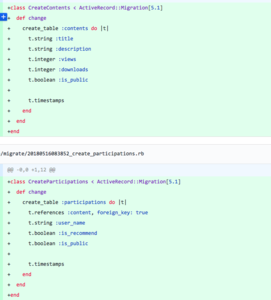 +class CreateContents < ActiveRecord::Migration[5.1]
+ def change
+ create_table :contents do |t|
+ t.string :title
+ t.string :description
+ t.integer :views
+ t.integer :downloads
+ t.boolean :is_public
+
+ t.timestamps
+ end
+ end
+end
/migrate/20180516083852_create_participations.rb
@@ -0,0 +1,12 @@
+class CreateParticipations < ActiveRecord::Migration[5.1]
+ def change
+ create_table :participations do |t|
+ t.references :content, foreign_key: true
+ t.string :user_name
+ t.boolean :is_recommend
+ t.boolean :is_public
+
+ t.timestamps
+ end
+ end
+end